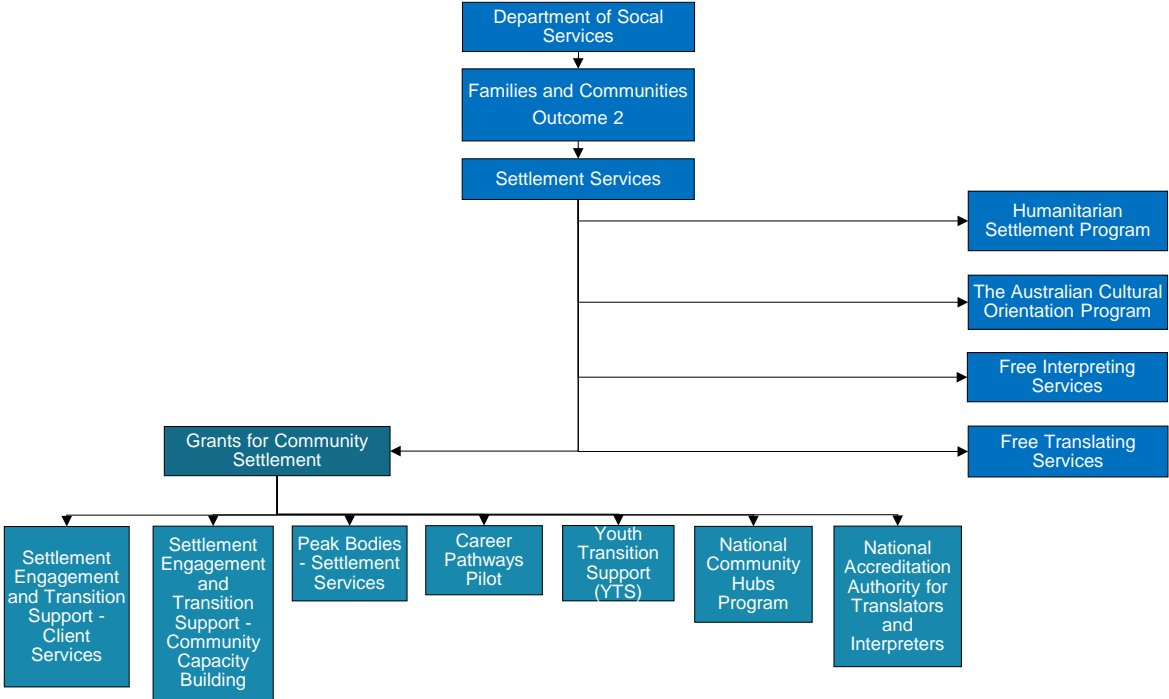 Department of Socal
Services
Families and Communities
Outcome 2
Settlement Services
Humanitarian
Settlement Program
The Australian Cultural
Orientation Program
Free Interpreting
Services
Free Translating
Services
Grants for Community
Settlement
Settlement
Engagement
and Transition
Support -
Client
Services
Settlement
Engagement
and
Transition
Support -
Community
Capacity
Building
Peak Bodies
- Settlement
Services
Career
Pathways
Pilot
Youth
Transition
Support
(YTS)
National
Community
Hubs
Program
National
Accreditation
Authority for
Translators
and
Interpreters